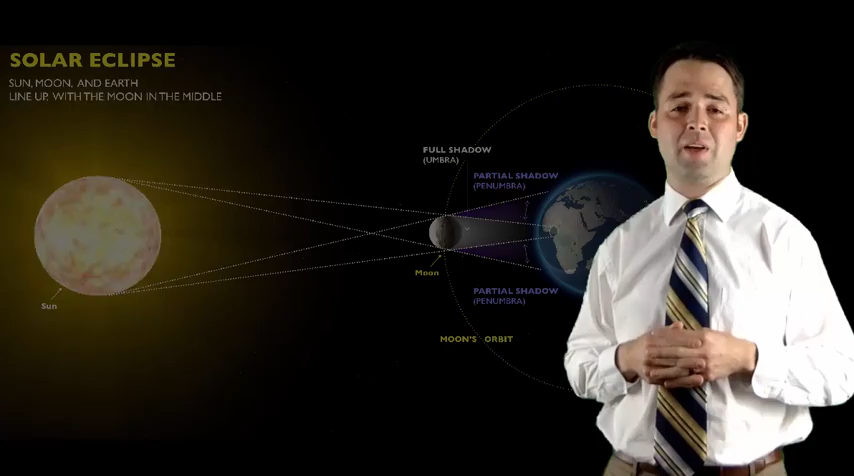 SOLAR ECLIPSE
SUN, MOON, AND EARTH
LINE UP, WITH THE MOON IN THE MIDDLE
FULL SHADOW
(UMBRA)
PARTIAL SHADOW
(PENUMBRA)
Moon
Sun
PARTIAL SHADOW
(PENUMBRA)
MOON'S ORBIT